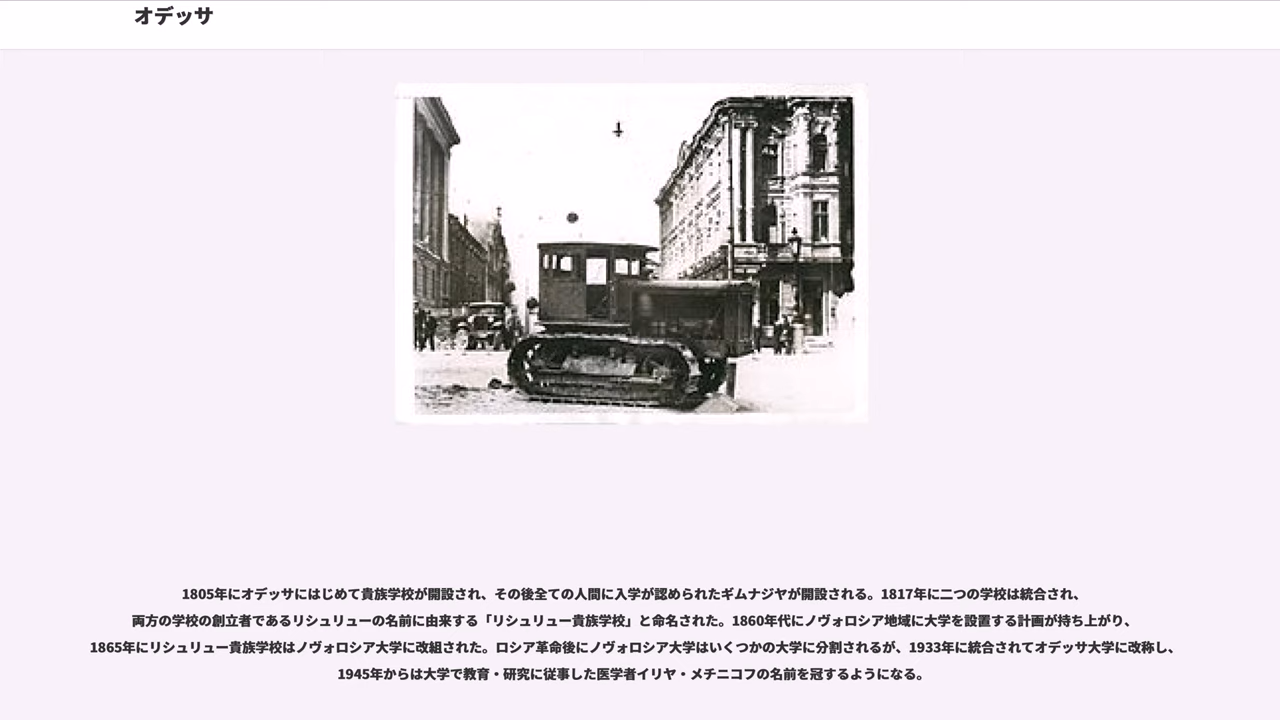 オデッサ
1805年にオデッサにはじめて貴族学校が開設され、その後全ての人間に入学が認められたギムナジヤが開設される。1817年に二つの学校は統合され、
両方の学校の創立者であるリシュリューの名前に由来する「リシュリュー貴族学校」と命名された。1860年代にノヴォロシア地域に大学を設置する計画が持ち上がり、
1865年にリシュリュー貴族学校はノヴォロシア大学に改組された。ロシア革命後にノヴォロシア大学はいくつかの大学に分割されるが、1933年に統合されてオデッサ大学に改称し、
1945年からは大学で教育・研究に従事した医学者イリヤ・メチニコフの名前を冠するようになる。